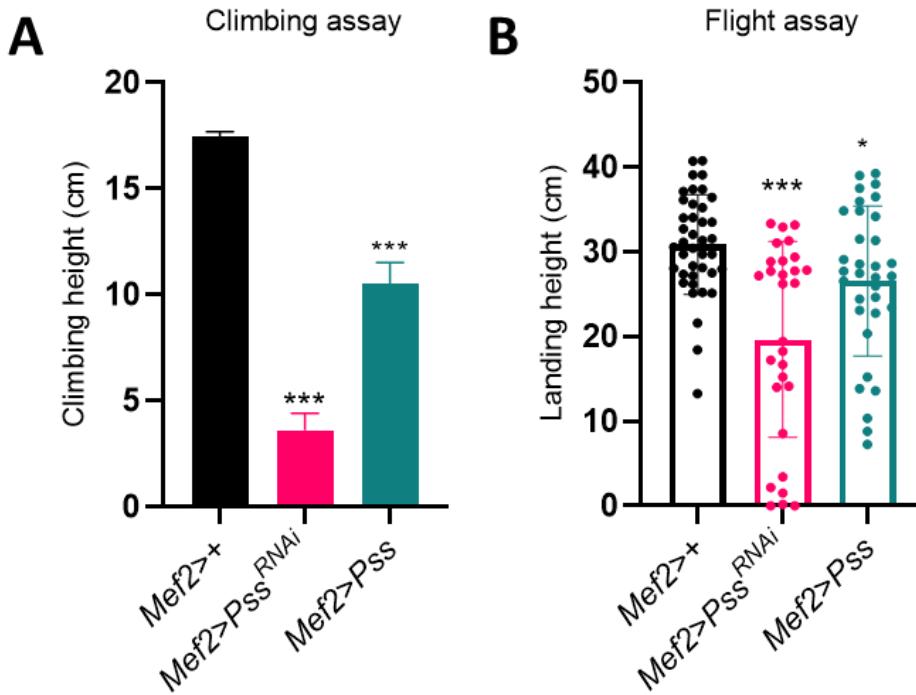 A
Climbing assay
Climbing height (cm)
20
15
10
5
0
***
***
Mef2>+
Mef2>Pss^RNAi
Mef2>Pss
B
Flight assay
Landing height (cm)
50
40
30
20
10
0
***
*
Mef2>+
Mef2>Pss^RNAi
Mef2>Pss